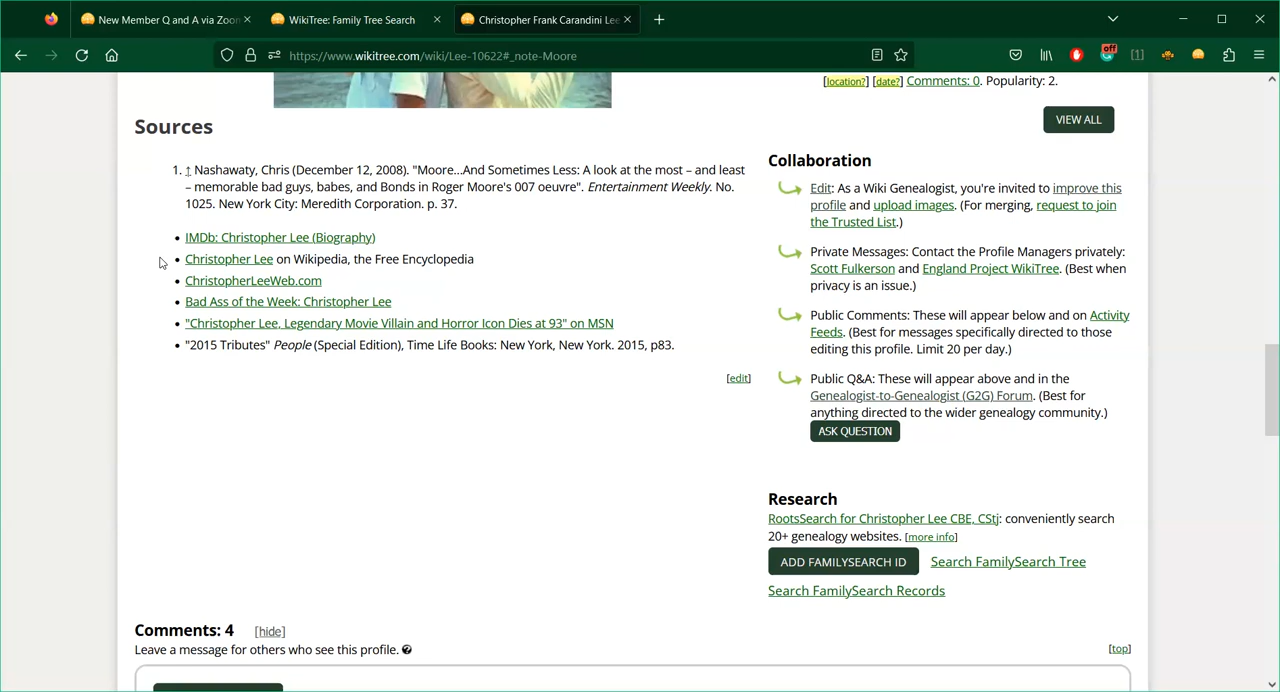 New Member Q and A via Zoom
WikiTree: Family Tree Search
Christopher Frank Carandini Lee
https://www.wikitree.com/wiki/Lee-10622#_note-Moore
off
[1]
[location?] [date?] Comments: 0. Popularity: 2.
VIEW ALL
Sources
1. ↑ Nashawaty, Chris (December 12, 2008). "Moore...And Sometimes Less: A look at the most – and least
– memorable bad guys, babes, and Bonds in Roger Moore's 007 oeuvre". Entertainment Weekly. No.
1025. New York City: Meredith Corporation. p. 37.
• IMDb: Christopher Lee (Biography)
• Christopher Lee on Wikipedia, the Free Encyclopedia
• ChristopherLeeWeb.com
• Bad Ass of the Week: Christopher Lee
• "Christopher Lee, Legendary Movie Villain and Horror Icon Dies at 93" on MSN
• "2015 Tributes" People (Special Edition), Time Life Books: New York, New York. 2015, p83.
[edit]
Collaboration
Edit: As a Wiki Genealogist, you're invited to improve this
profile and upload images. (For merging, request to join
the Trusted List.)
Private Messages: Contact the Profile Managers privately:
Scott Fulkerson and England Project WikiTree. (Best when
privacy is an issue.)
Public Comments: These will appear below and on Activity
Feeds. (Best for messages specifically directed to those
editing this profile. Limit 20 per day.)
Public Q&A: These will appear above and in the
Genealogist-to-Genealogist (G2G) Forum. (Best for
anything directed to the wider genealogy community.)
ASK QUESTION
Research
RootsSearch for Christopher Lee CBE, CStJ: conveniently search
20+ genealogy websites. [more info]
ADD FAMILYSEARCH ID Search FamilySearch Tree
Search FamilySearch Records
Comments: 4 [hide]
Leave a message for others who see this profile. ?
[top]